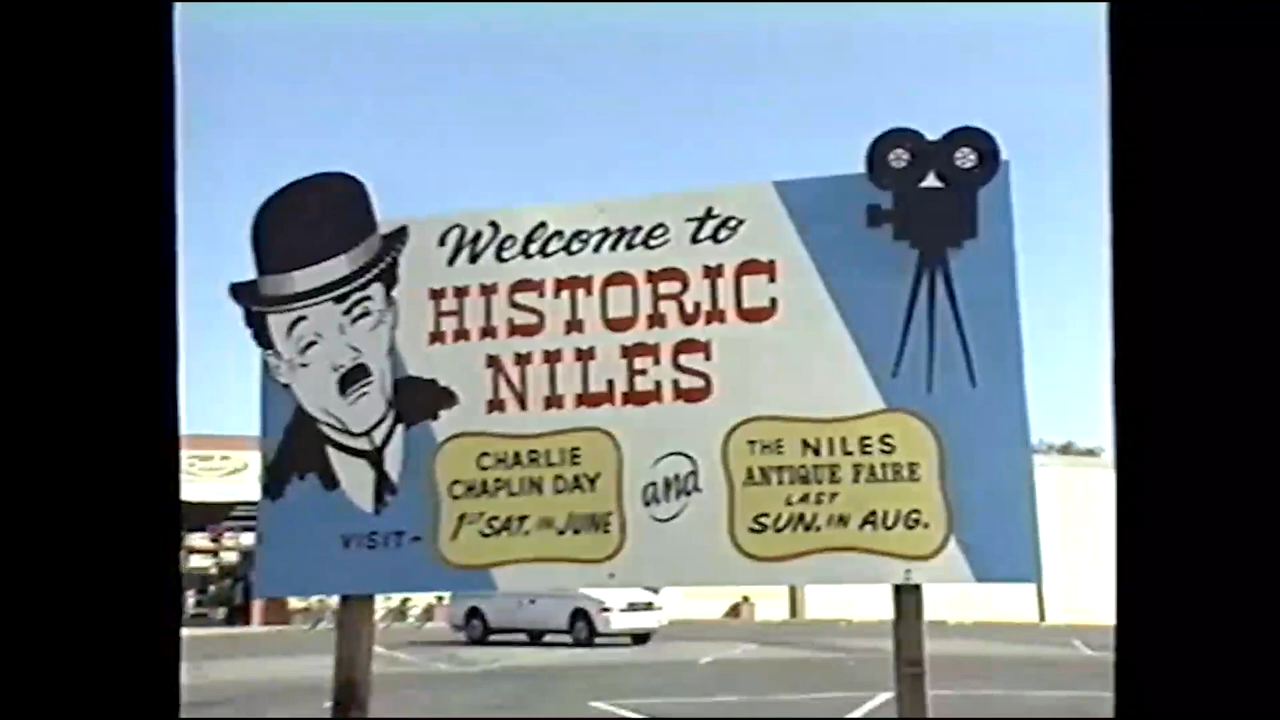 Welcome to
HISTORIC
NILES
VISIT-
CHARLIE
CHAPLIN DAY
1ST SAT. IN JUNE
and
THE NILES
ANTIQUE FAIRE
LAST
SUN. IN AUG.